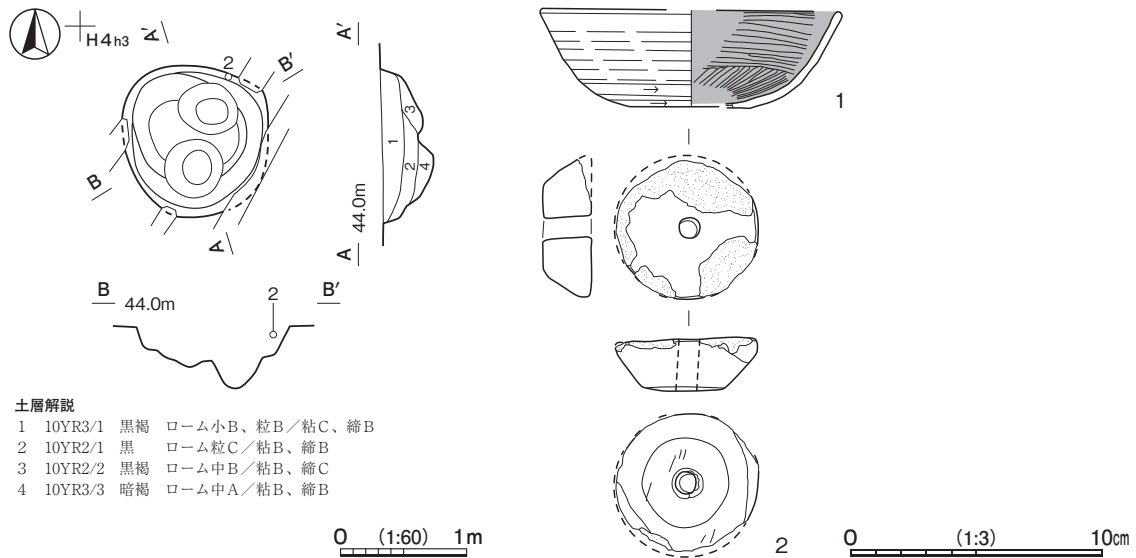 H4h3
A'
B'
2
B
A
A'
3
1
2
4
A 44.0m
B 44.0m
2
B'
土層解説
1 10YR3/1 黒褐 ローム小B、粒B／粘C、締B
2 10YR2/1 黒 ローム粒C／粘B、締B
3 10YR2/2 黒褐 ローム中B／粘B、締C
4 10YR3/3 暗褐 ローム中A／粘B、締B
0 (1:60) 1m
1
2
0 (1:3) 10cm